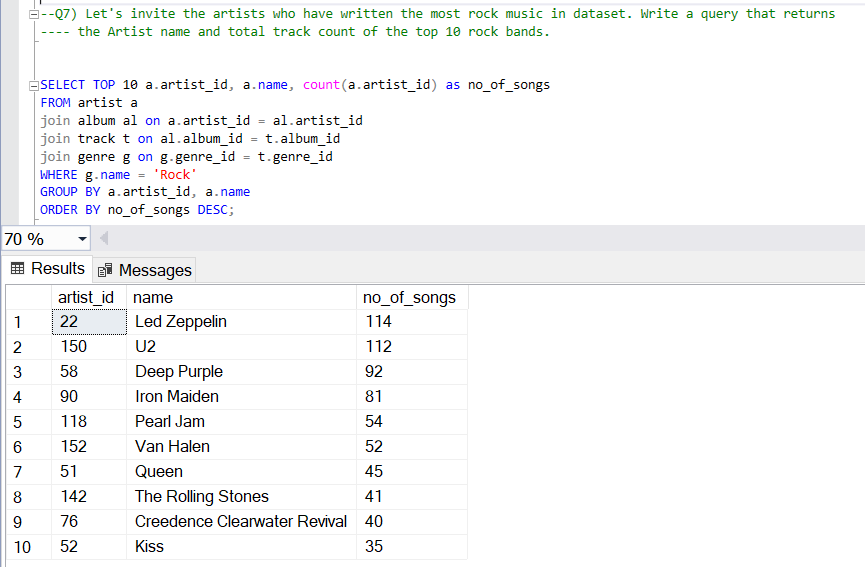 --Q7) Let's invite the artists who have written the most rock music in dataset. Write a query that returns
---- the Artist name and total track count of the top 10 rock bands.
SELECT TOP 10 a.artist_id, a.name, count(a.artist_id) as no_of_songs
FROM artist a
join album al on a.artist_id = al.artist_id
join track t on al.album_id = t.album_id
join genre g on g.genre_id = t.genre_id
WHERE g.name = 'Rock'
GROUP BY a.artist_id, a.name
ORDER BY no_of_songs DESC;
70 %
Results Messages
artist_id name no_of_songs
1 22 Led Zeppelin 114
2 150 U2 112
3 58 Deep Purple 92
4 90 Iron Maiden 81
5 118 Pearl Jam 54
6 152 Van Halen 52
7 51 Queen 45
8 142 The Rolling Stones 41
9 76 Creedence Clearwater Revival 40
10 52 Kiss 35